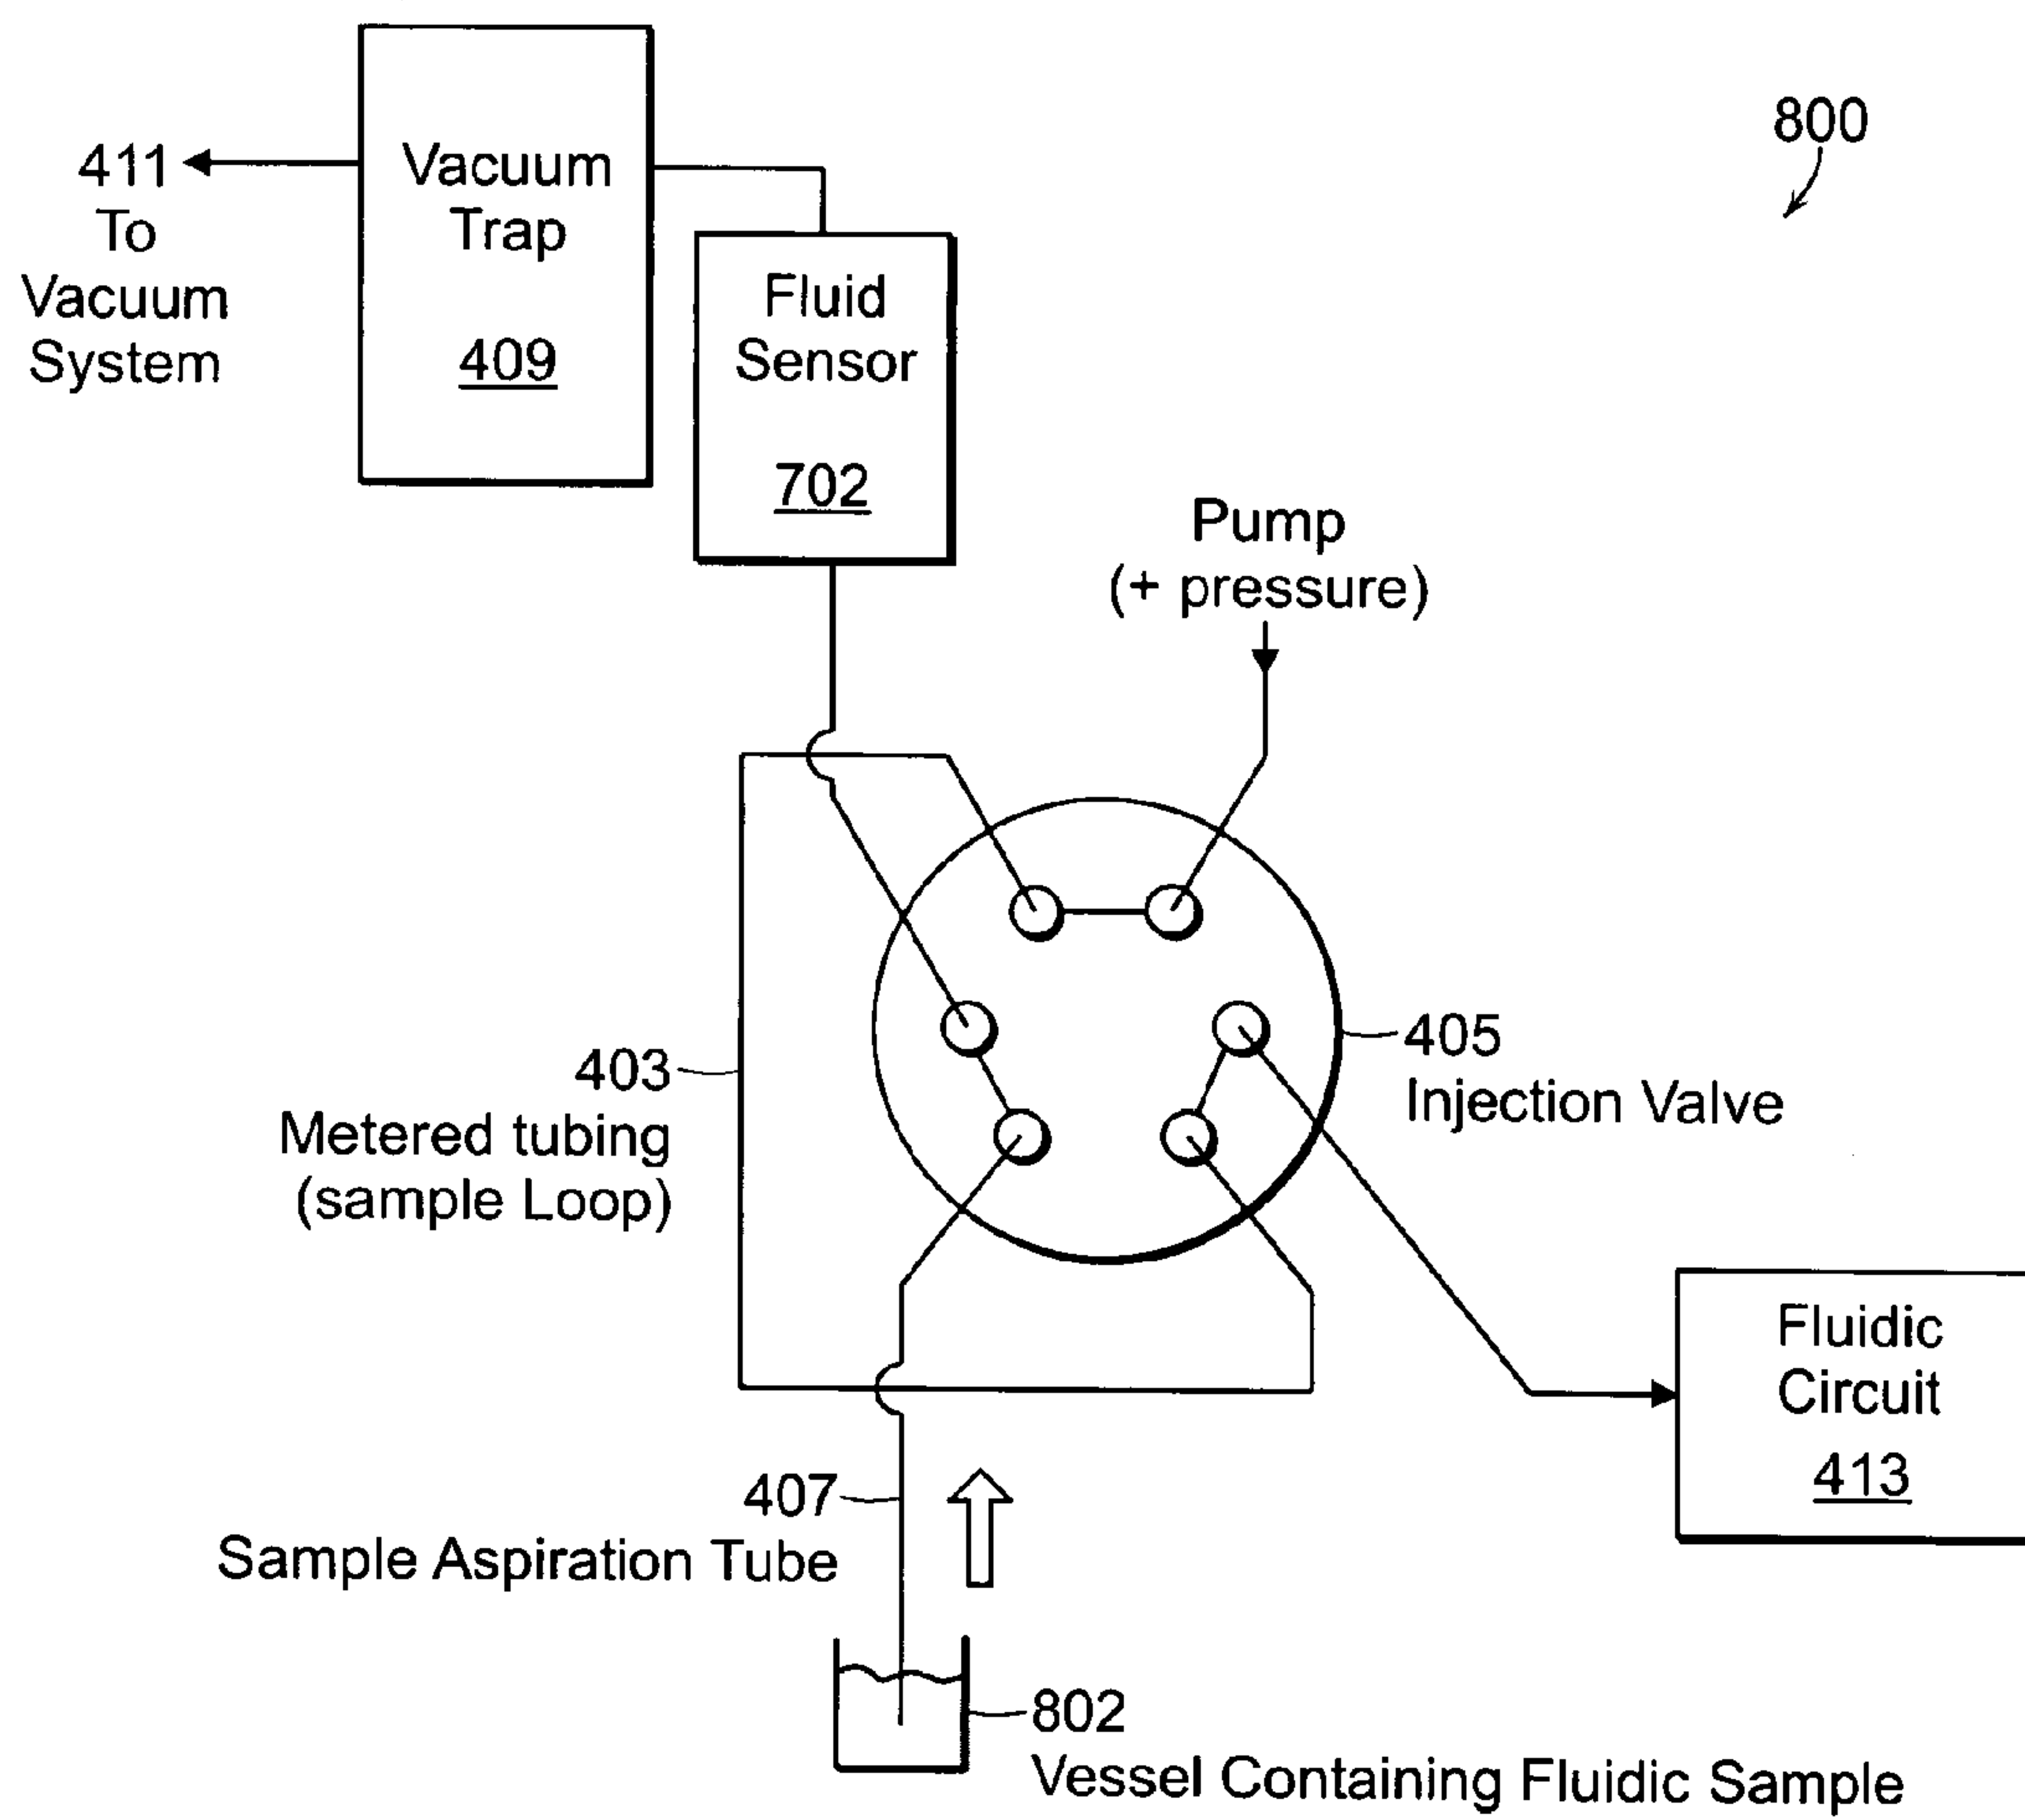 800
411
To
Vacuum
System
Vacuum
Trap
409
Fluid
Sensor
702
Pump
(+ pressure)
403
Metered tubing
(sample Loop)
405
Injection Valve
Fluidic
Circuit
413
407
Sample Aspiration Tube
802
Vessel Containing Fluidic Sample